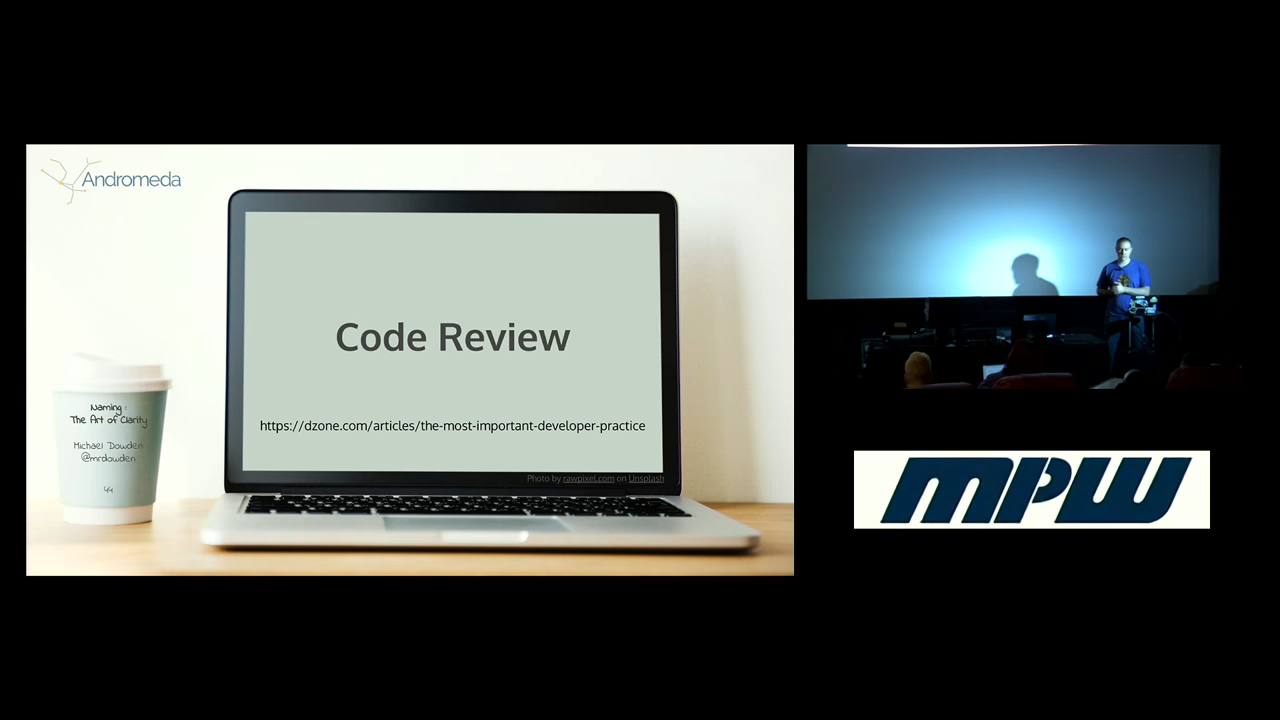 Andromeda
Code Review
https://dzone.com/articles/the-most-important-developer-practice
Naming:
The Art of Clarity
Michael Dowden
@mrdowden
44
Photo by rawpixel.com on Unsplash
MPW